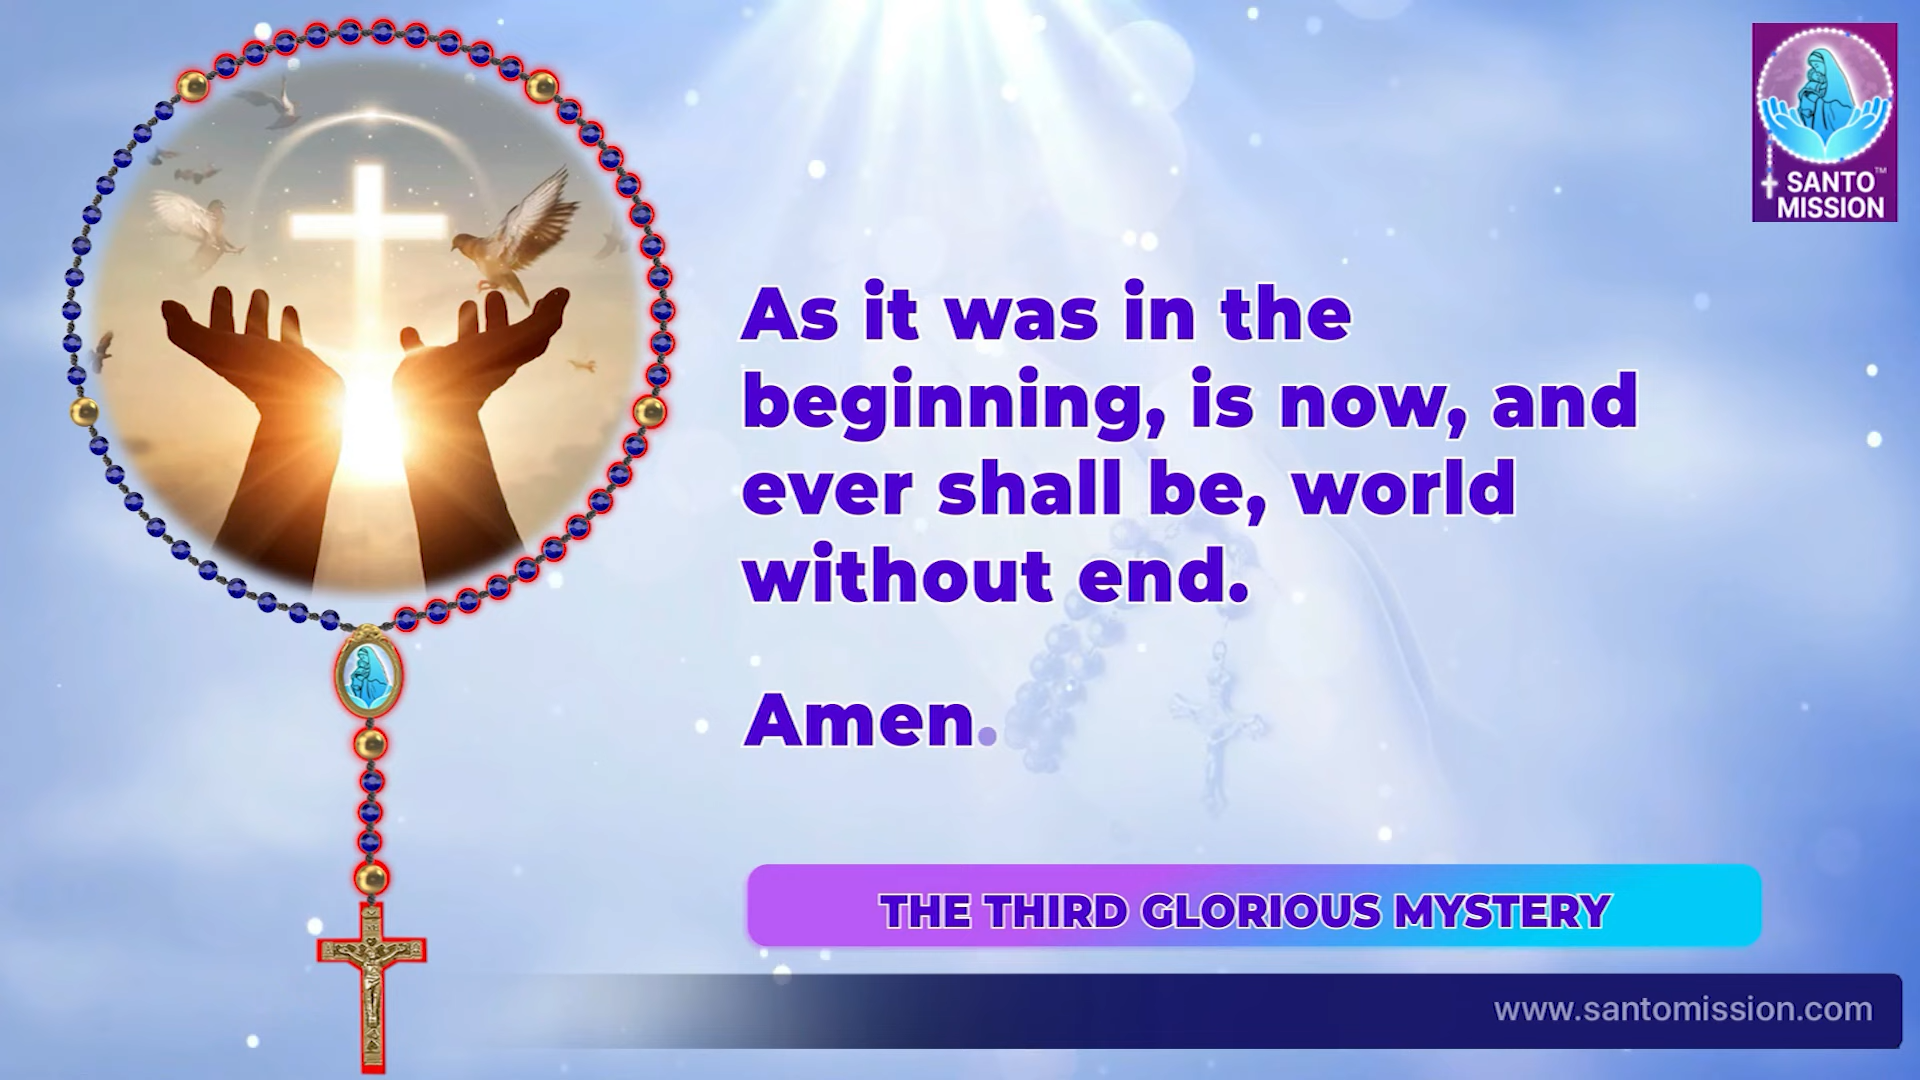 SANTO™
MISSION
As it was in the
beginning, is now, and
ever shall be, world
without end.
Amen.
THE THIRD GLORIOUS MYSTERY
www.santomission.com